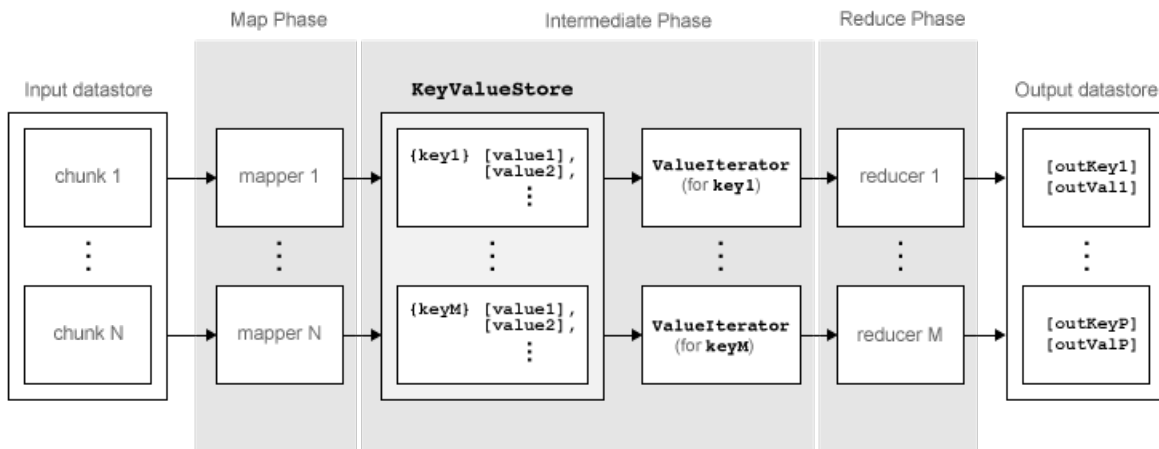 Map Phase
Intermediate Phase
Reduce Phase
Input datastore
KeyValueStore
Output datastore
chunk 1
mapper 1
{key1} [value1],
[value2],
⋮
ValueIterator
(for key1)
reducer 1
[outKey1]
[outVal1]
⋮
⋮
⋮
⋮
⋮
⋮
chunk N
mapper N
{keyM} [value1],
[value2],
⋮
ValueIterator
(for keyM)
reducer M
[outKeyP]
[outValP]